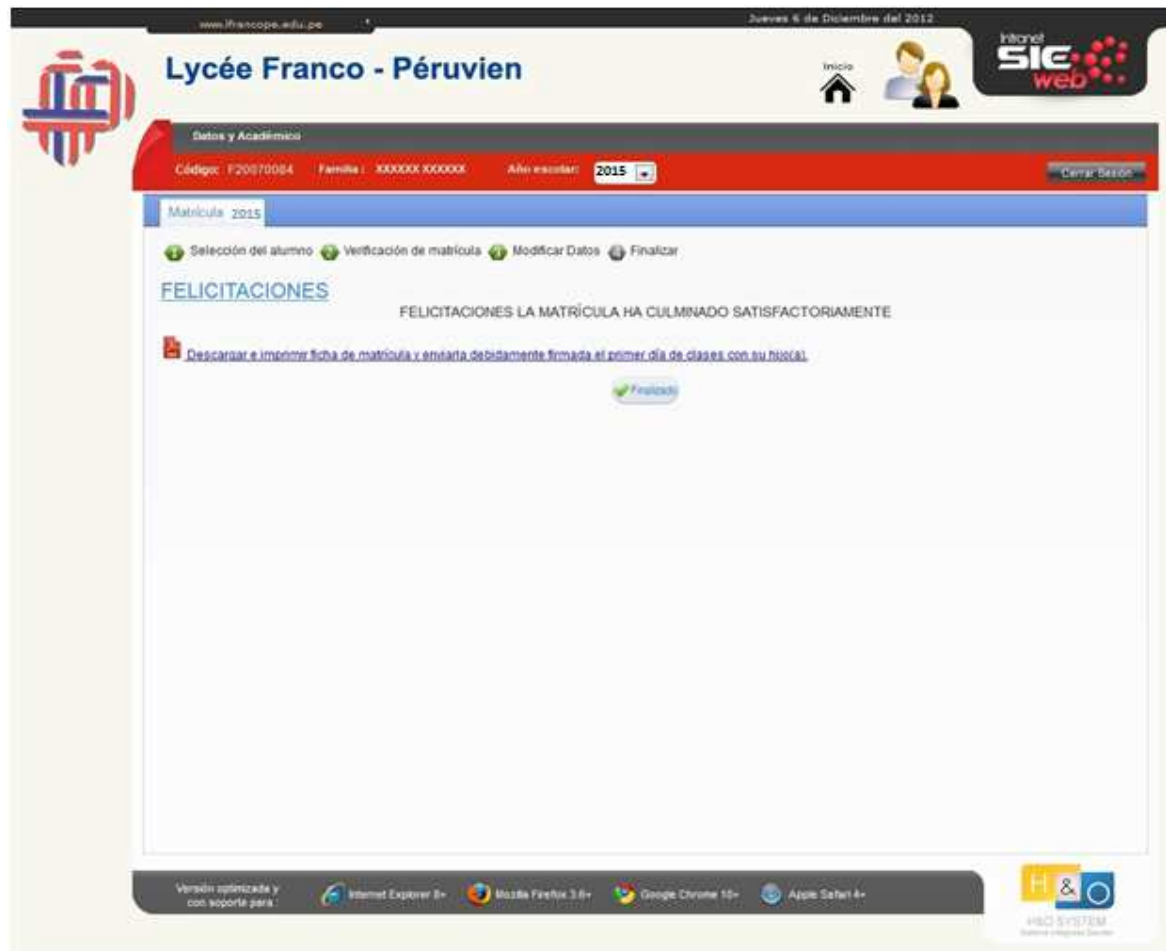 www.lfrancope.edu.pe
Jueves 6 de Diciembre del 2012
Lycée Franco - Péruvien
Inicio
Intranet
SIE
web
Datos y Académico
Código: F20070084 Familia : XXXXXX XXXXXX Año escolar: 2015 Cerrar Sesión
Matrícula 2015
Selección del alumno Verificación de matrícula Modificar Datos Finalizar
FELICITACIONES
FELICITACIONES LA MATRÍCULA HA CULMINADO SATISFACTORIAMENTE
Descargar e imprimir ficha de matrícula y enviarla debidamente firmada el primer día de clases con su hijo(a).
Finalizado
Versión optimizada y
con soporte para :
Internet Explorer 8+ Mozilla Firefox 3.6+ Google Chrome 10+ Apple Safari 4+
H & O
H&O SYSTEM